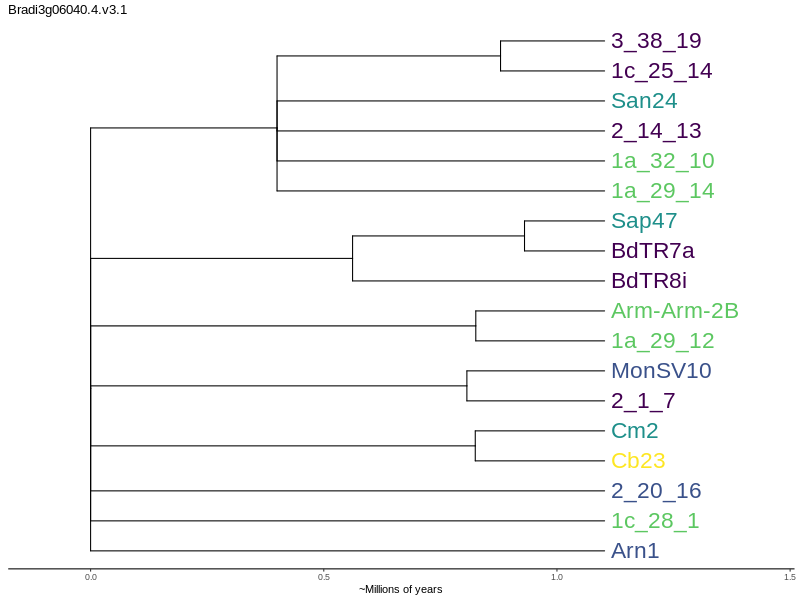 Bradi3g06040.4.v3.1
3_38_19
1c_25_14
San24
2_14_13
1a_32_10
1a_29_14
Sap47
BdTR7a
BdTR8i
Arm-Arm-2B
1a_29_12
MonSV10
2_1_7
Cm2
Cb23
2_20_16
1c_28_1
Arn1
0.0 0.5 1.0 1.5
~Millions of years